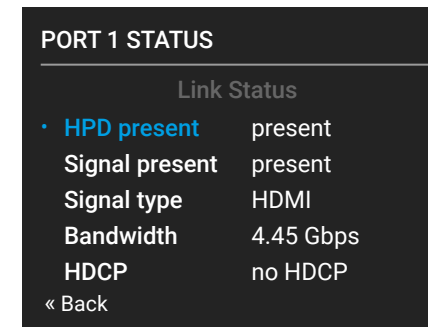 PORT 1 STATUS
Link Status
• HPD present present
Signal present present
Signal type HDMI
Bandwidth 4.45 Gbps
HDCP no HDCP
« Back